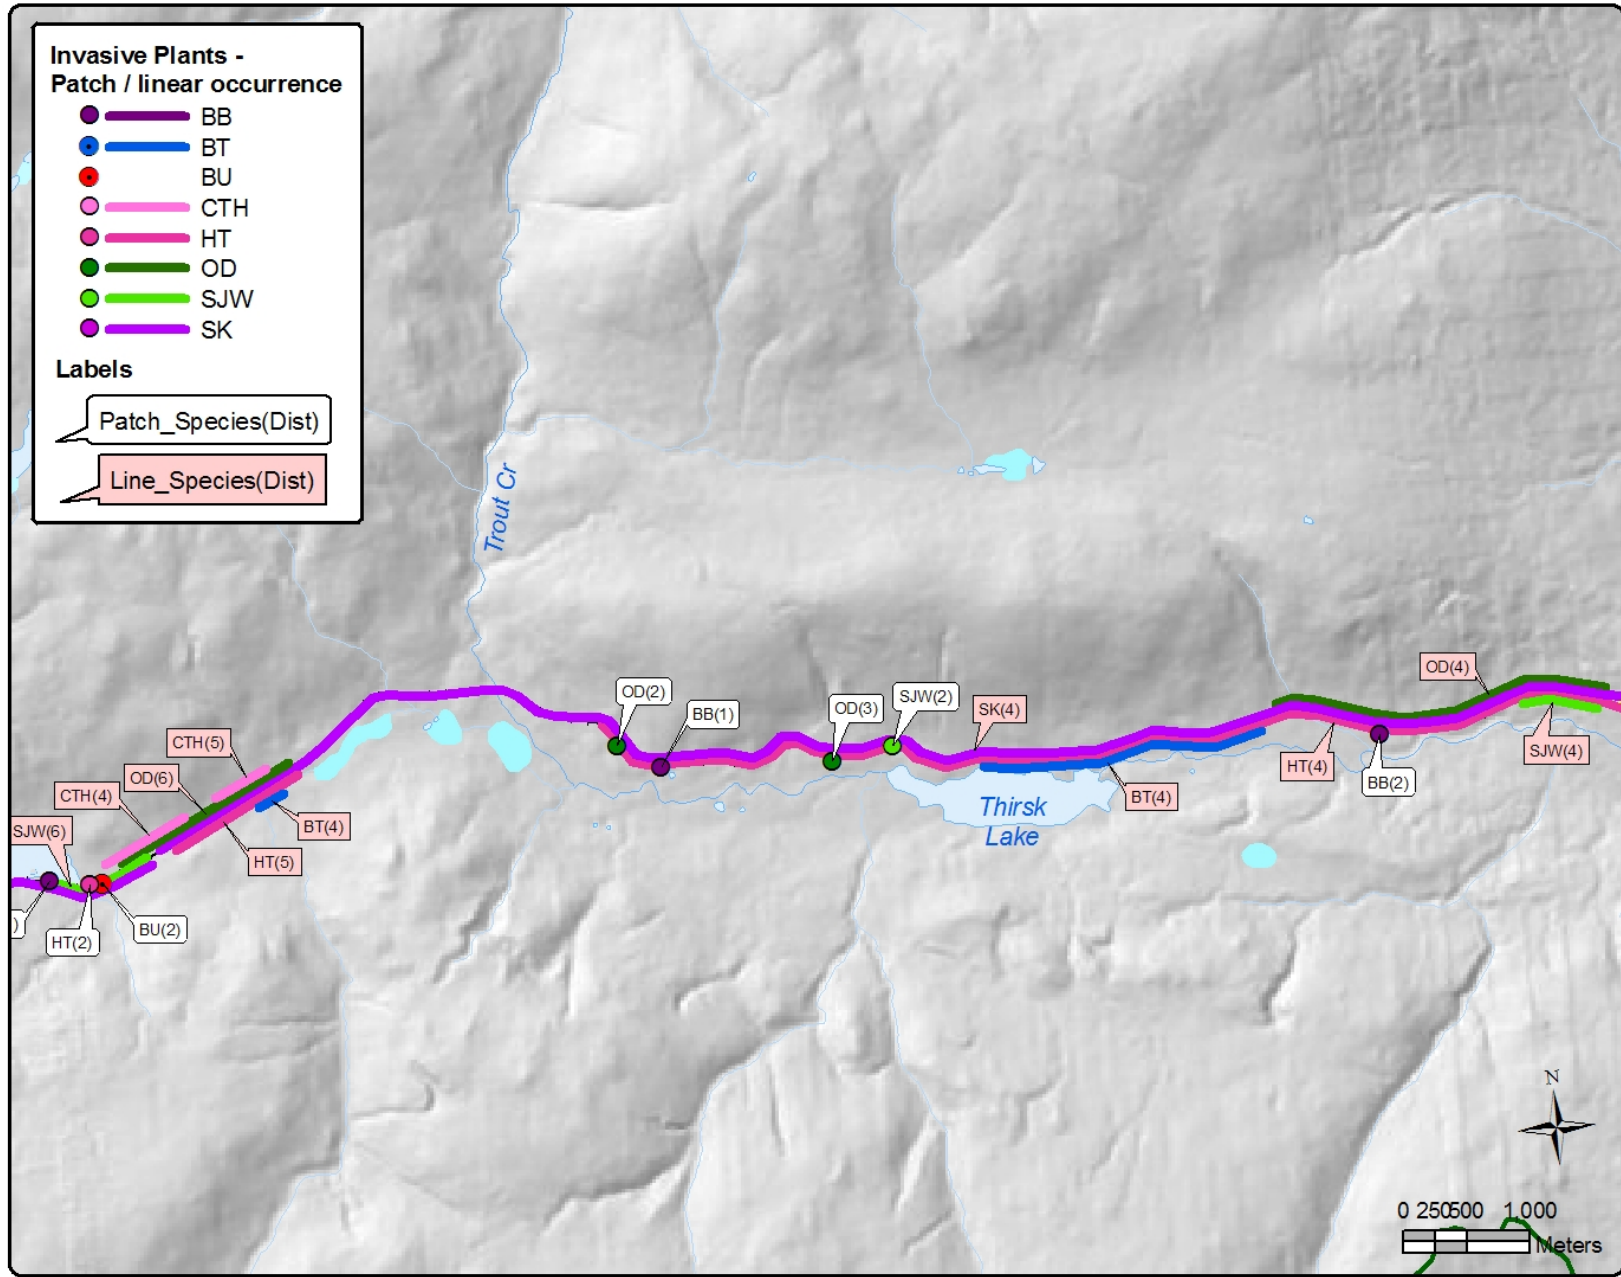 Invasive Plants -
Patch / linear occurrence
BB
BT
BU
CTH
HT
OD
SJW
SK
Labels
Patch_Species(Dist)
Line_Species(Dist)
Trout Cr
OD(4)
OD(2)
SJW(2)
OD(3)
SK(4)
BB(1)
CTH(5)
SJW(4)
OD(6)
HT(4)
BB(2)
CTH(4)
BT(4)
Thirsk
Lake
BT(4)
SJW(6)
HT(5)
)
BU(2)
HT(2)
N
0 250500 1 000
Meters